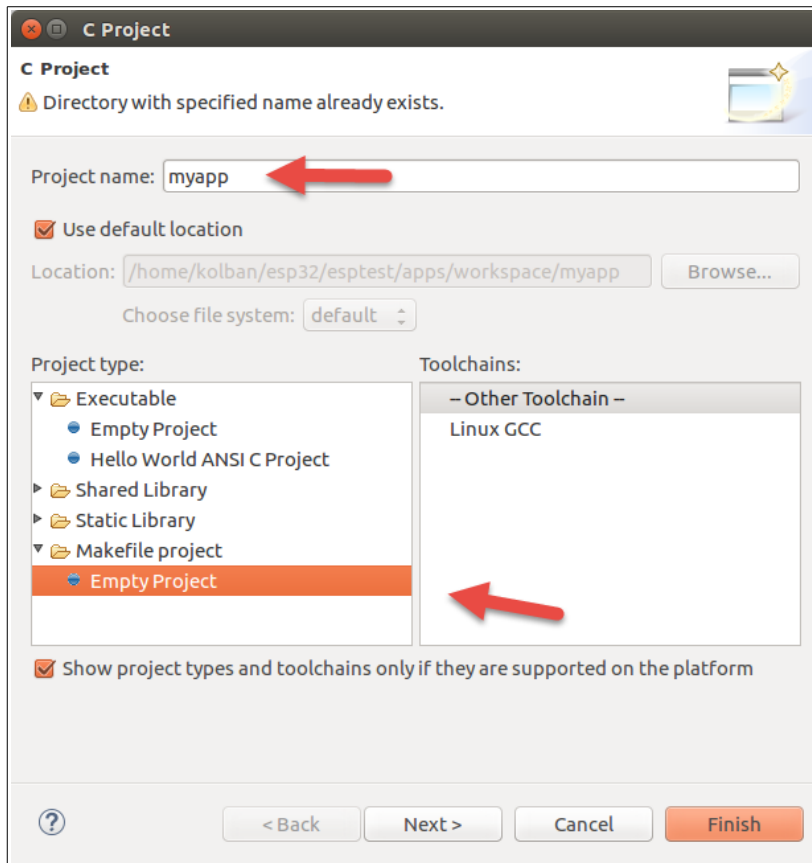 C Project
C Project
Directory with specified name already exists.
Project name: myapp
Use default location
Location: /home/kolban/esp32/esptest/apps/workspace/myapp Browse...
Choose file system: default
Project type:
Executable
Empty Project
Hello World ANSI C Project
Shared Library
Static Library
Makefile project
Empty Project
Toolchains:
-- Other Toolchain --
Linux GCC
Show project types and toolchains only if they are supported on the platform
? < Back Next > Cancel Finish